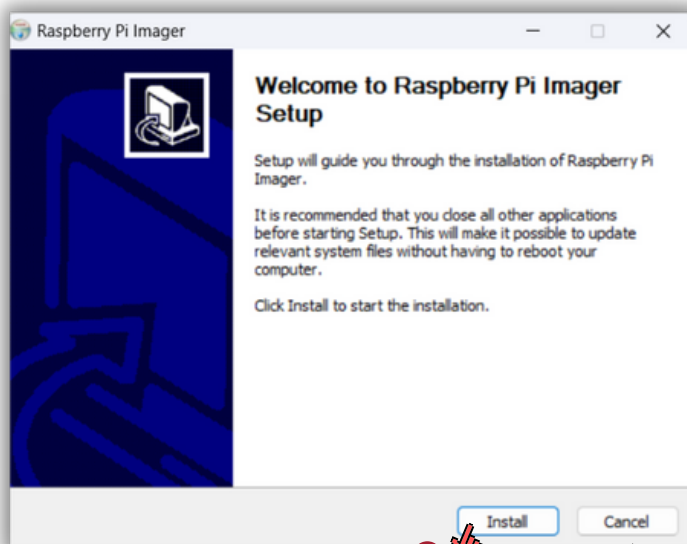 Raspberry Pi Imager
Welcome to Raspberry Pi Imager
Setup
Setup will guide you through the installation of Raspberry Pi
Imager.
It is recommended that you close all other applications
before starting Setup. This will make it possible to update
relevant system files without having to reboot your
computer.
Click Install to start the installation.
Install
Cancel